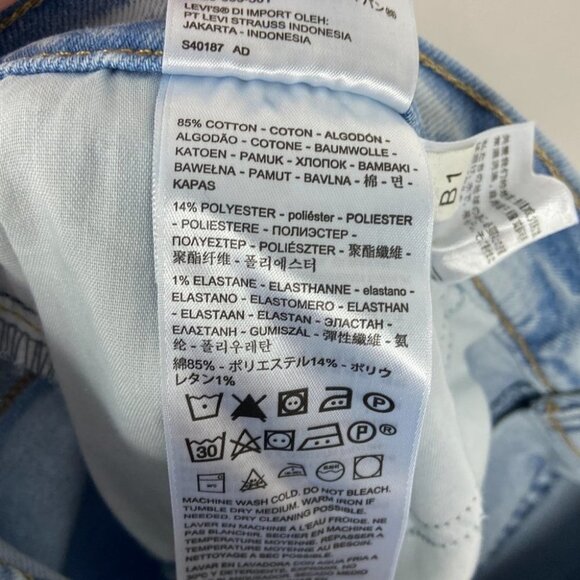 LEVI'S® DI IMPORT OLEH:
PT LEVI STRAUSS INDONESIA
JAKARTA - INDONESIA
S40187 AD
85% COTTON - COTON - ALGODÓN -
ALGODÃO - COTONE - BAUMWOLLE -
KATOEN - PAMUK - ХЛОПОК - BAMBAKI -
BAWEŁNA - PAMUT - BAVLNA - 棉 - 면 -
KAPAS
14% POLYESTER - poliéster - POLIESTER
- POLIESTERE - ПОЛИЭСТЕР -
ΠΟΛΥΕΣΤΕΡ - POLIÉSZTER - 聚酯纖維 -
聚酯纤维 - 폴리에스터
1% ELASTANE - ELASTHANNE - elastano -
ELASTANO - ELASTOMERO - ELASTHAN
- ELASTAAN - ELASTAN - ЭЛАСТАН -
ΕΛΑΣΤΑΝΗ - GUMISZÁL - 彈性纖維 - 氨
纶 - 폴리우레탄
綿85% - ポリエステル14% - ポリウ
レタン1%
30
MACHINE WASH COLD. DO NOT BLEACH.
TUMBLE DRY MEDIUM. WARM IRON IF
NEEDED. DRY CLEANING POSSIBLY
LAVER EN MACHINE À L'EAU FROIDE. NE
PAS BLANCHIR. SÉCHER EN MACHINE À
TEMPÉRATURE MOYENNE. REPASSER À
TEMPÉRATURE MOYENNE AU BESOIN.
B1